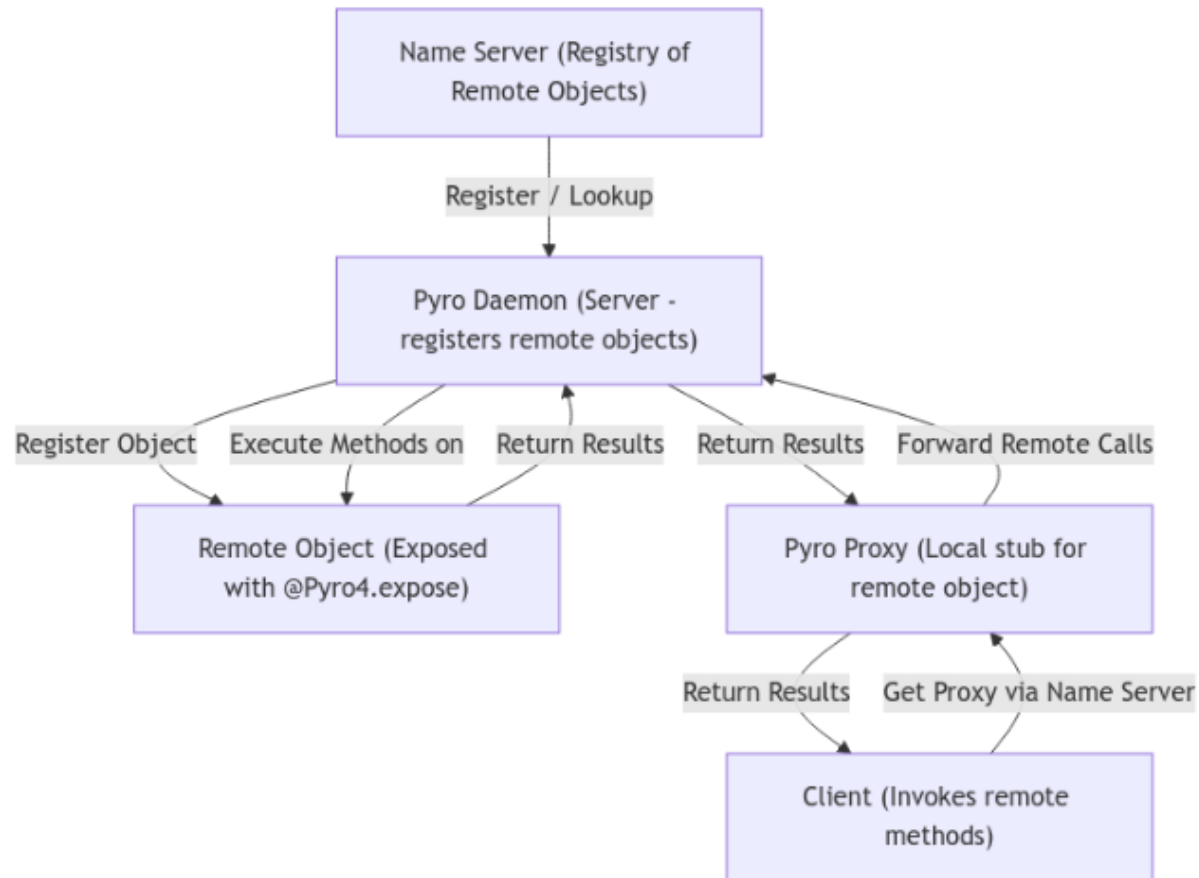 Name Server (Registry of
Remote Objects)
Register / Lookup
Pyro Daemon (Server -
registers remote objects)
Register Object
Execute Methods on
Return Results
Return Results
Forward Remote Calls
Remote Object (Exposed
with @Pyro4.expose)
Pyro Proxy (Local stub for
remote object)
Return Results
Get Proxy via Name Server
Client (Invokes remote
methods)